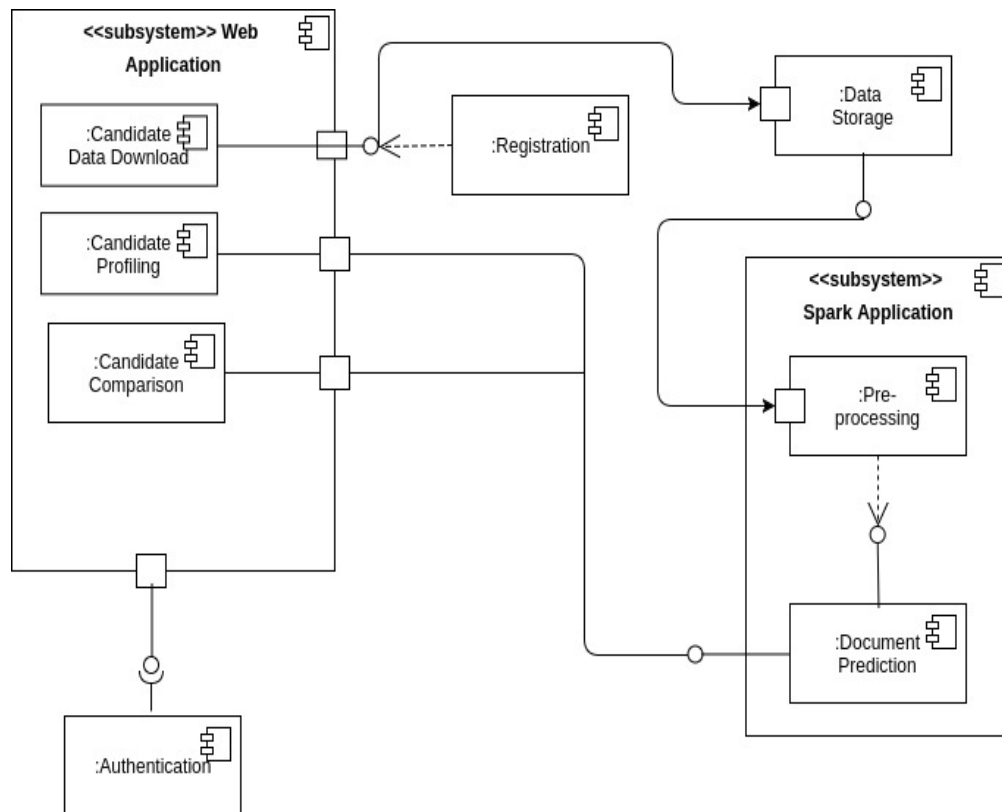 <<subsystem>> Web
Application
:Candidate
Data Download
:Registration
:Data
Storage
:Candidate
Profiling
<<subsystem>>
Spark Application
:Candidate
Comparison
:Pre-
processing
:Document
Prediction
:Authentication